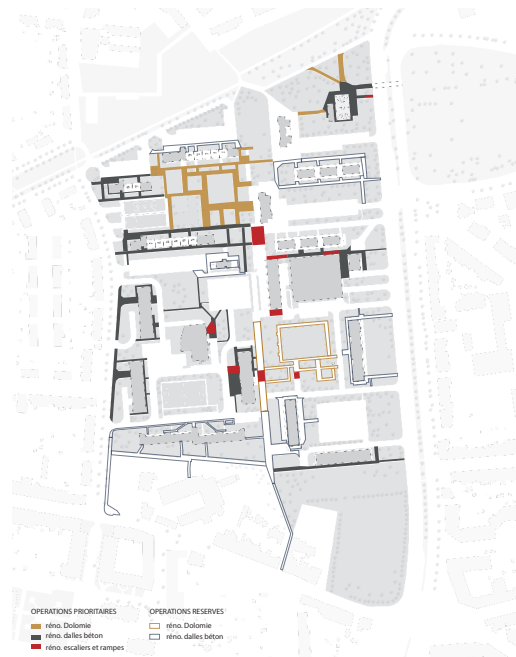 OPERATIONS PRIORITAIRES
réno. Dolomie
réno. dalles béton
réno. escaliers et rampes
OPERATIONS RESERVES
réno. Dolomie
réno. dalles béton